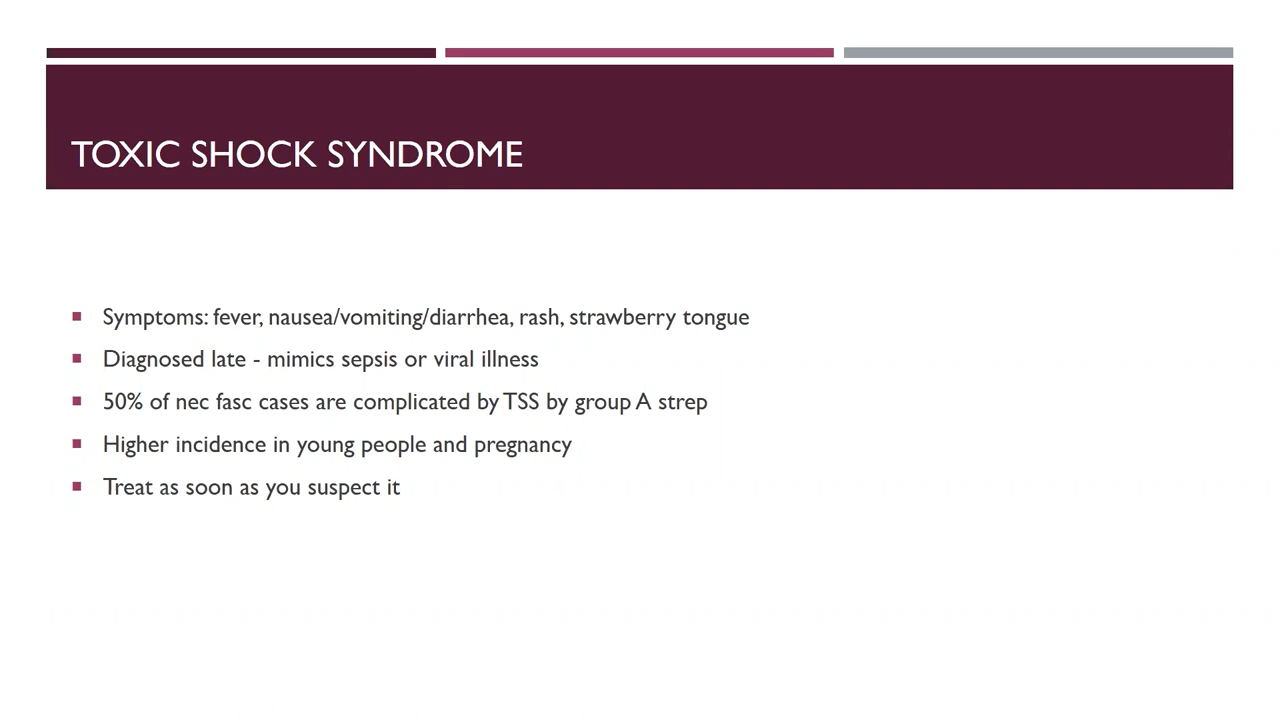 TOXIC SHOCK SYNDROME
Symptoms: fever, nausea/vomiting/diarrhea, rash, strawberry tongue
Diagnosed late - mimics sepsis or viral illness
50% of nec fasc cases are complicated by TSS by group A strep
Higher incidence in young people and pregnancy
Treat as soon as you suspect it